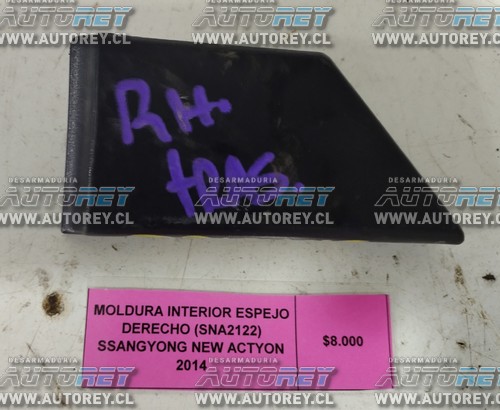 RH.
tras.
MOLDURA INTERIOR ESPEJO
DERECHO (SNA2122)
SSANGYONG NEW ACTYON
2014
$8.000
DESARMADURIA
AUTOREY
WWW.AUTOREY.CL